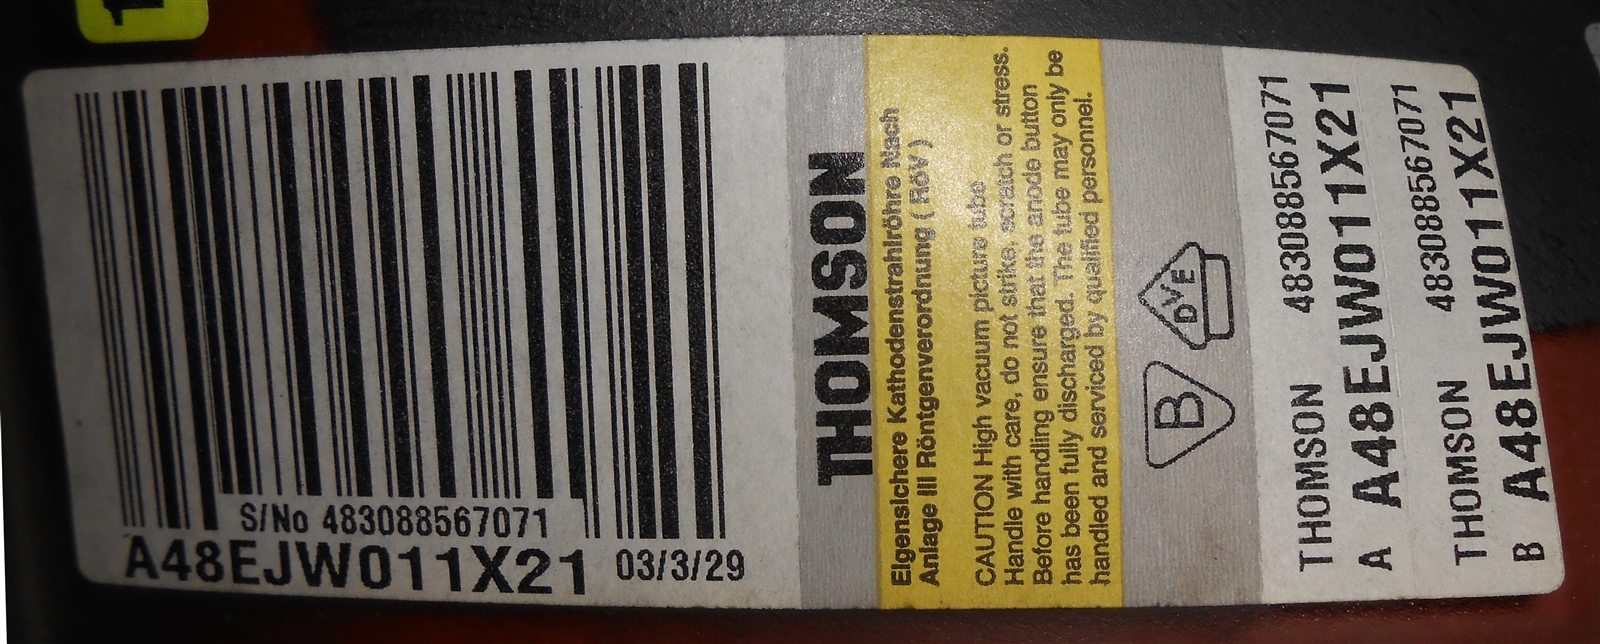 S/No 483088567071
A48EJW011X21 03/3/29
THOMSON
Eigensichere Kathodenstrahlröhre Nach
Anlage III Röntgenverordnung ( RöV )
CAUTION High vacuum picture tube
Handle with care, do not strike, scratch or stress.
Before handling ensure that the anode button
has been fully discharged. The tube may only be
handled and serviced by qualified personnel.
B
DVE
THOMSON 483088567071
A A48EJW011X21
THOMSON 483088567071
B A48EJW011X21